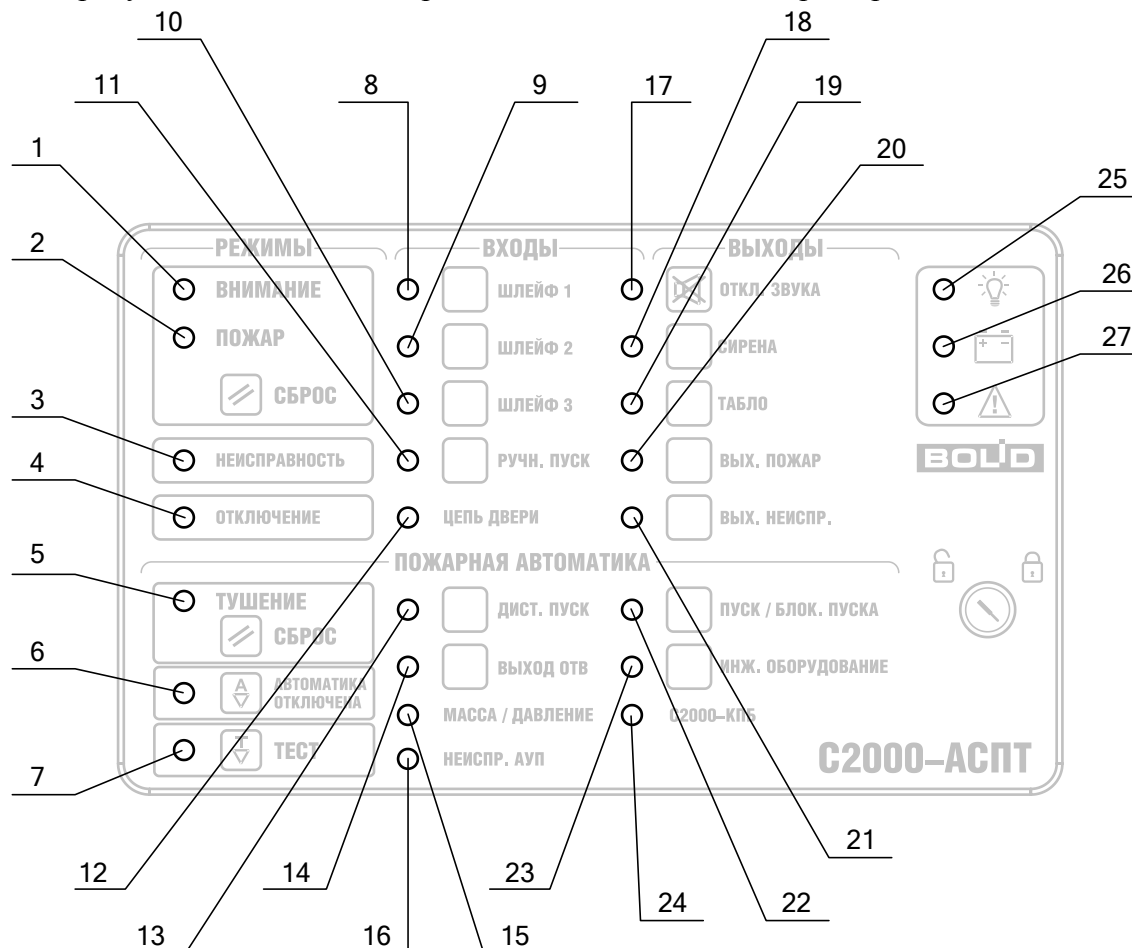 10
18
11
8
9
17
19
1
20
25
2
26
27
3
4
5
6
7
РЕЖИМЫ
ВНИМАНИЕ
ПОЖАР
СБРОС
НЕИСПРАВНОСТЬ
ОТКЛЮЧЕНИЕ
ВХОДЫ
ШЛЕЙФ 1
ШЛЕЙФ 2
ШЛЕЙФ 3
РУЧН. ПУСК
ЦЕПЬ ДВЕРИ
ВЫХОДЫ
ОТКЛ. ЗВУКА
СИРЕНА
ТАБЛО
ВЫХ. ПОЖАР
ВЫХ. НЕИСПР.
BOLID
ПОЖАРНАЯ АВТОМАТИКА
ТУШЕНИЕ
СБРОС
А
АВТОМАТИКА
ОТКЛЮЧЕНА
Т
ТЕСТ
ДИСТ. ПУСК
ВЫХОД ОТВ
МАССА / ДАВЛЕНИЕ
НЕИСПР. АУП
ПУСК / БЛОК. ПУСКА
ИНЖ. ОБОРУДОВАНИЕ
С2000–КПБ
С2000–АСПТ
12
14
23
21
13
16
15
24
22